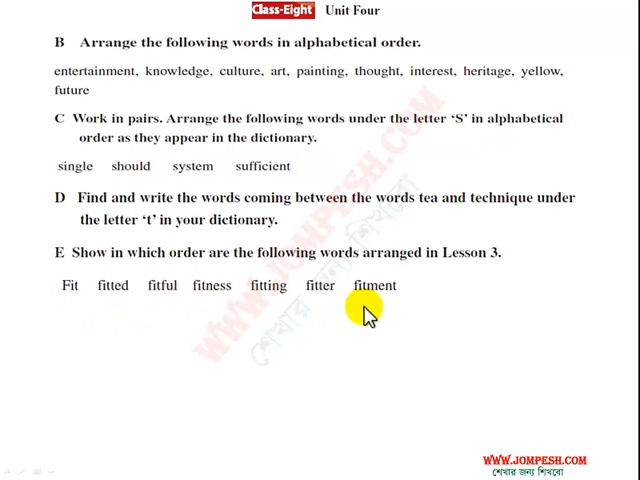 Class-Eight Unit Four
B Arrange the following words in alphabetical order.
entertainment, knowledge, culture, art, painting, thought, interest, heritage, yellow,
future
C Work in pairs. Arrange the following words under the letter ‘S’ in alphabetical
order as they appear in the dictionary.
single should system sufficient
D Find and write the words coming between the words tea and technique under
the letter ‘t’ in your dictionary.
E Show in which order are the following words arranged in Lesson 3.
Fit fitted fitful fitness fitting fitter fitment
WWW.JOMPESH.COM
শেখার জন্য শিখবো
WWW.JOMPESH.COM
শেখার জন্য শিখবো